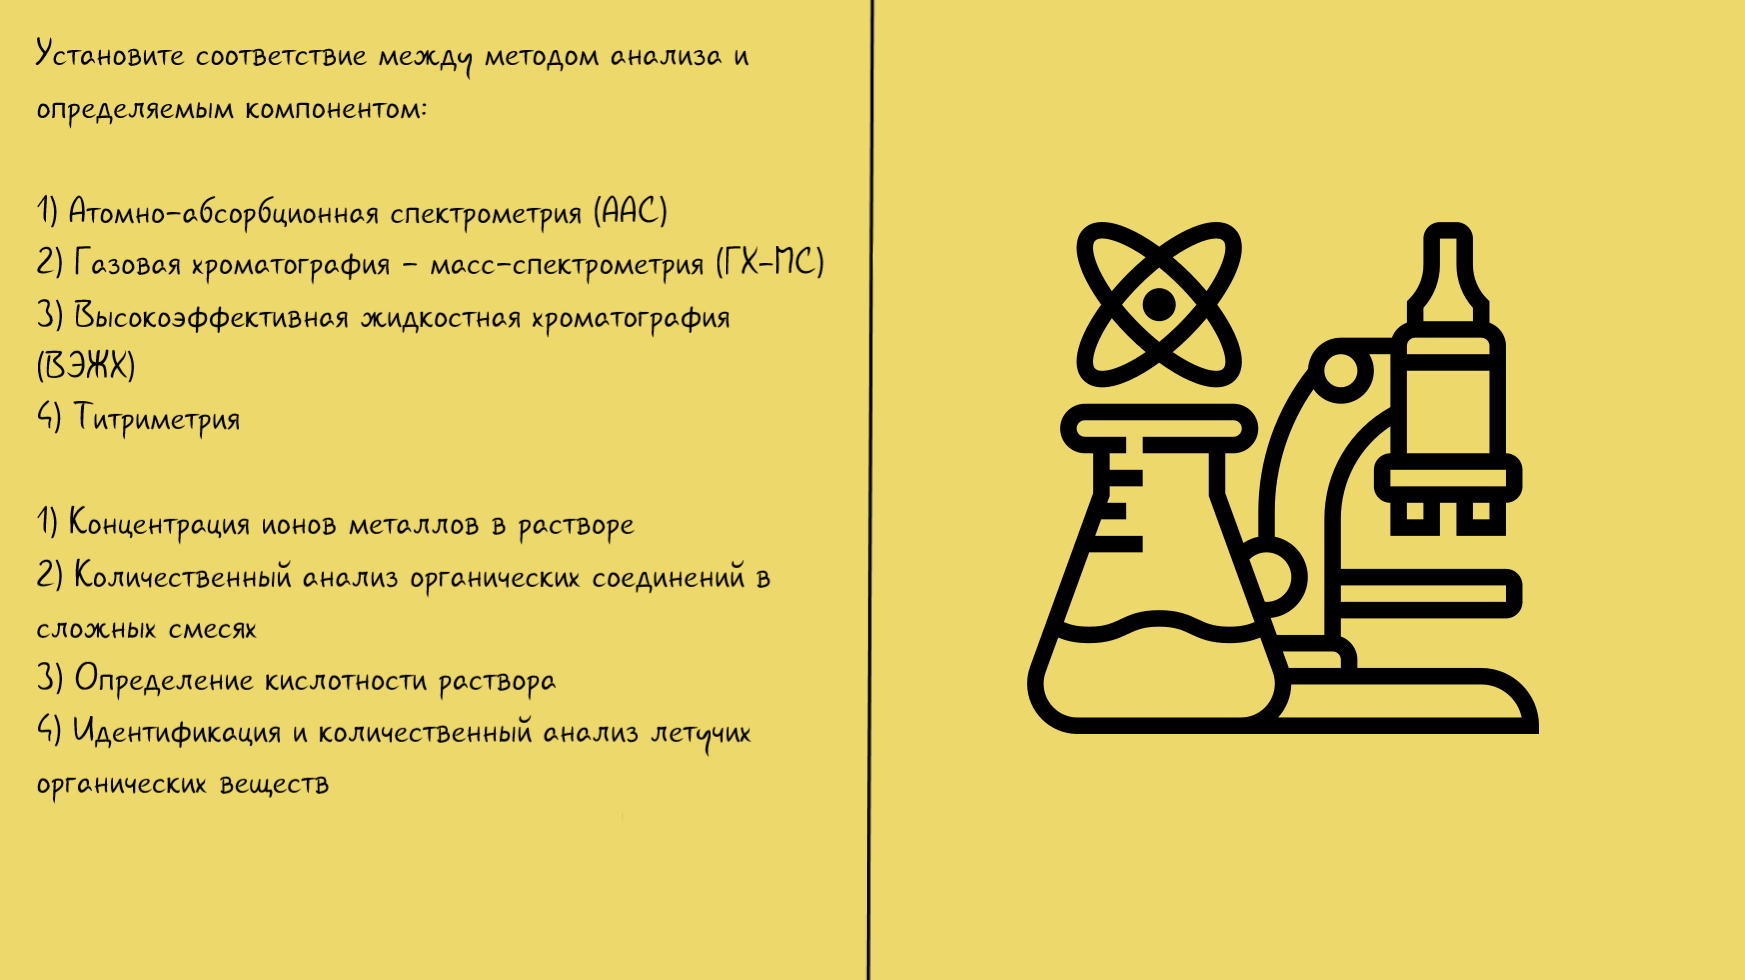 Установите соответствие между методом анализа и
определяемым компонентом:
1) Атомно-абсорбционная спектрометрия (ААС)
2) Газовая хроматография - масс-спектрометрия (ГХ-МС)
3) Высокоэффективная жидкостная хроматография
(ВЭЖХ)
4) Титриметрия
1) Концентрация ионов металлов в растворе
2) Количественный анализ органических соединений в
сложных смесях
3) Определение кислотности раствора
4) Идентификация и количественный анализ летучих
органических веществ